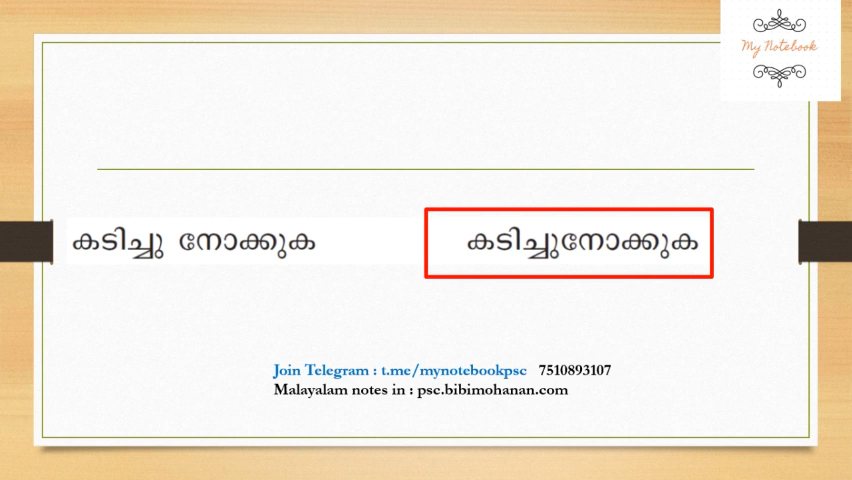 My Notebook
കടിച്ചു നോക്കുക കടിച്ചുനോക്കുക
Join Telegram : t.me/mynotebookpsc 7510893107
Malayalam notes in : psc.bibimohanan.com